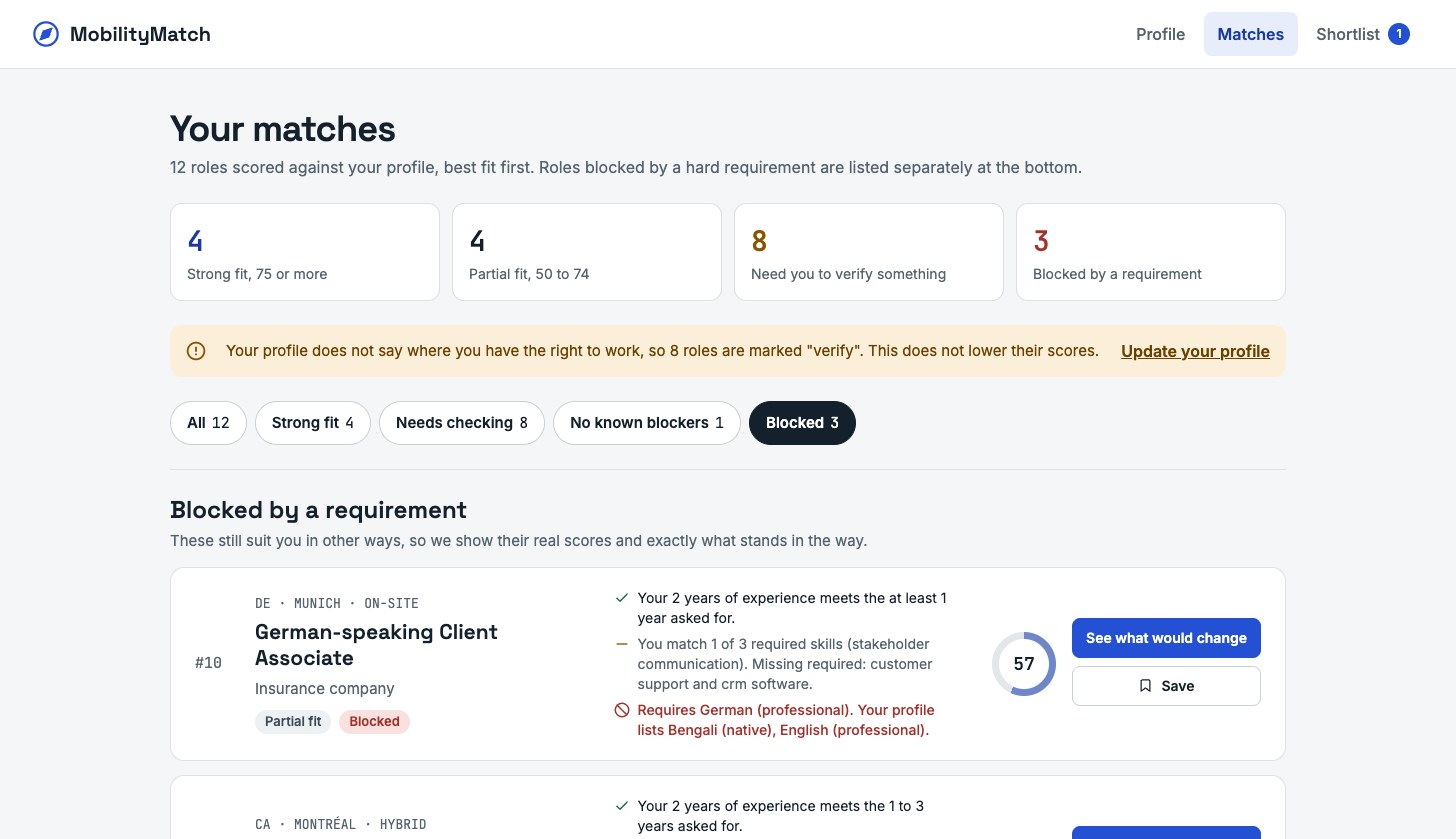 MobilityMatch
Profile
Matches
Shortlist 1
Your matches
12 roles scored against your profile, best fit first. Roles blocked by a hard requirement are listed separately at the bottom.
4
Strong fit, 75 or more
4
Partial fit, 50 to 74
8
Need you to verify something
3
Blocked by a requirement
Your profile does not say where you have the right to work, so 8 roles are marked "verify". This does not lower their scores.
Update your profile
All 12
Strong fit 4
Needs checking 8
No known blockers 1
Blocked 3
Blocked by a requirement
These still suit you in other ways, so we show their real scores and exactly what stands in the way.
#10
DE · MUNICH · ON-SITE
German-speaking Client
Associate
Insurance company
Partial fit
Blocked
Your 2 years of experience meets the at least 1
year asked for.
You match 1 of 3 required skills (stakeholder
communication). Missing required: customer
support and crm software.
Requires German (professional). Your profile
lists Bengali (native), English (professional).
57
See what would change
Save
CA · MONTRÉAL · HYBRID
Your 2 years of experience meets the 1 to 3
years asked for.